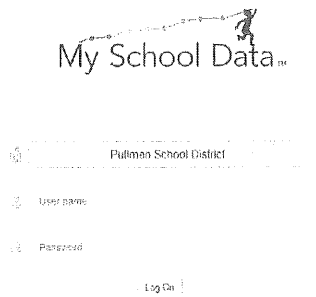 My School Data
Pullman School District
User name
Password
Log On